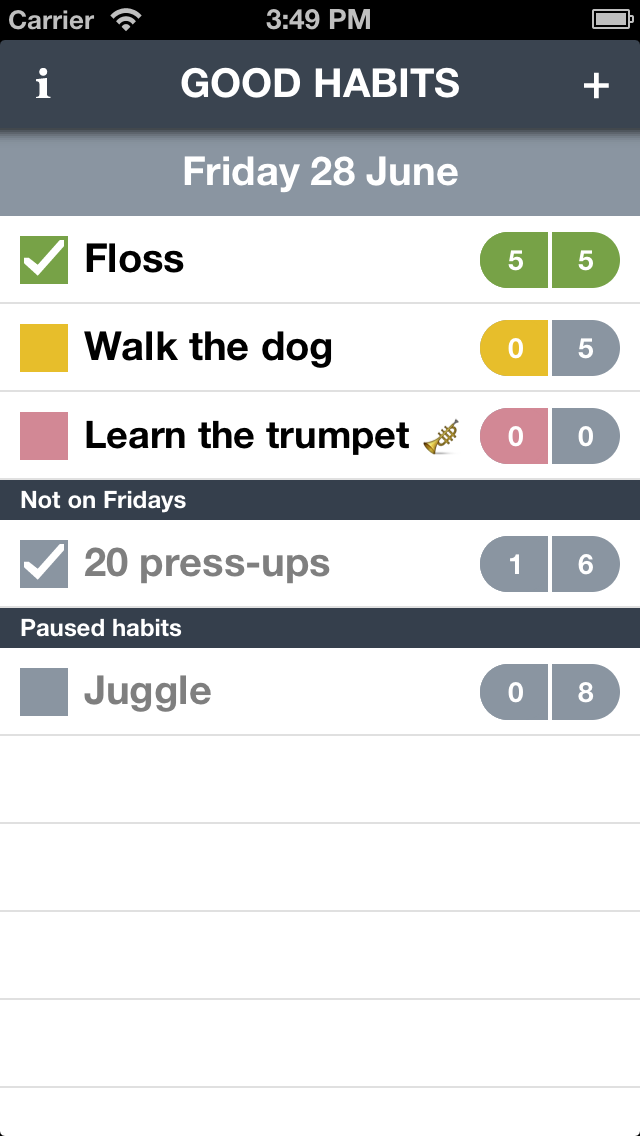 Carrier 3:49 PM
i GOOD HABITS +
Friday 28 June
Floss 5 5
Walk the dog 0 5
Learn the trumpet 🎺 0 0
Not on Fridays
20 press-ups 1 6
Paused habits
Juggle 0 8